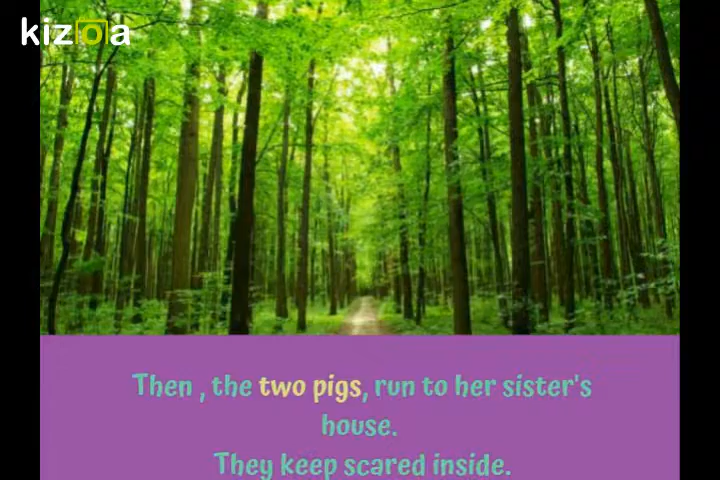 kizoa
Then , the two pigs, run to her sister's
house.
They keep scared inside.